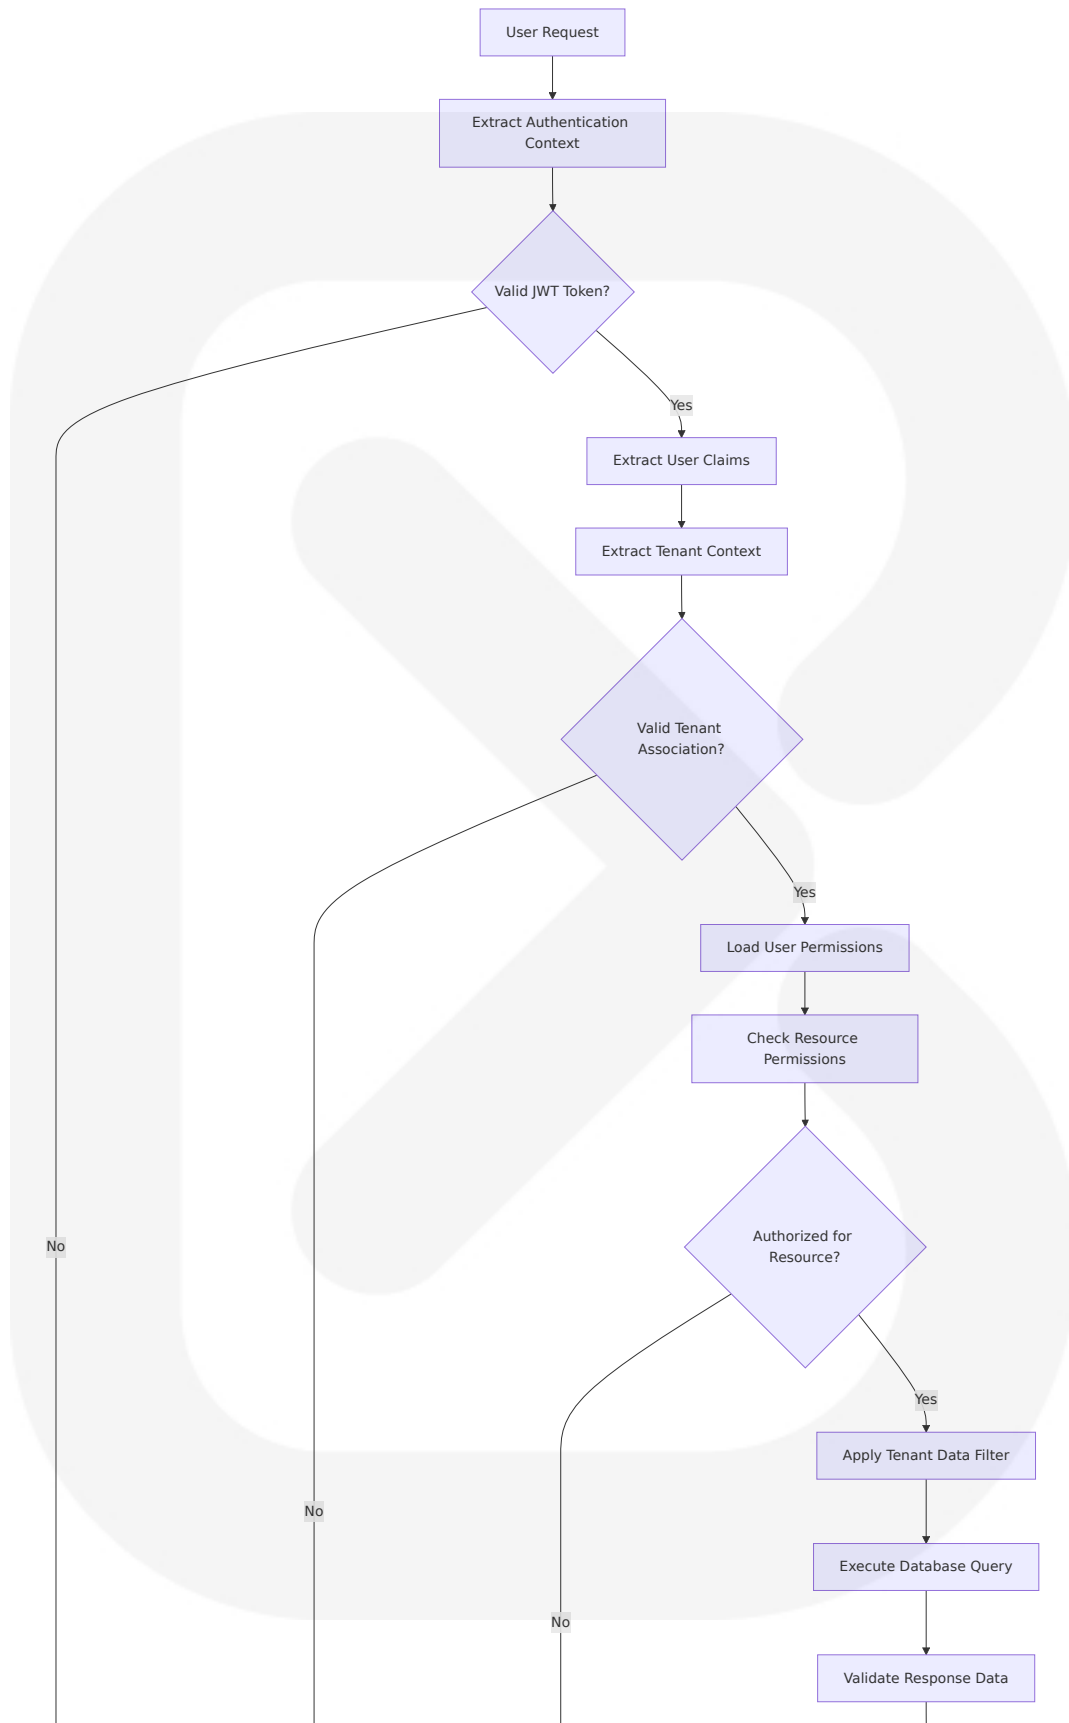 User Request
Extract Authentication
Context
Valid JWT Token?
Yes
Extract User Claims
Extract Tenant Context
Valid Tenant
Association?
Yes
Load User Permissions
Check Resource
Permissions
Authorized for
Resource?
No
Yes
Apply Tenant Data Filter
No
Execute Database Query
No
Validate Response Data